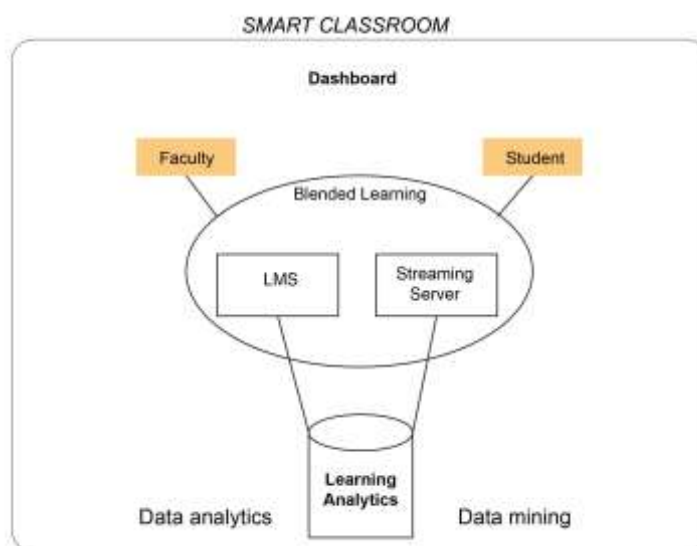 SMART CLASSROOM
Dashboard
Faculty
Student
Blended Learning
LMS
Streaming
Server
Learning
Analytics
Data analytics
Data mining